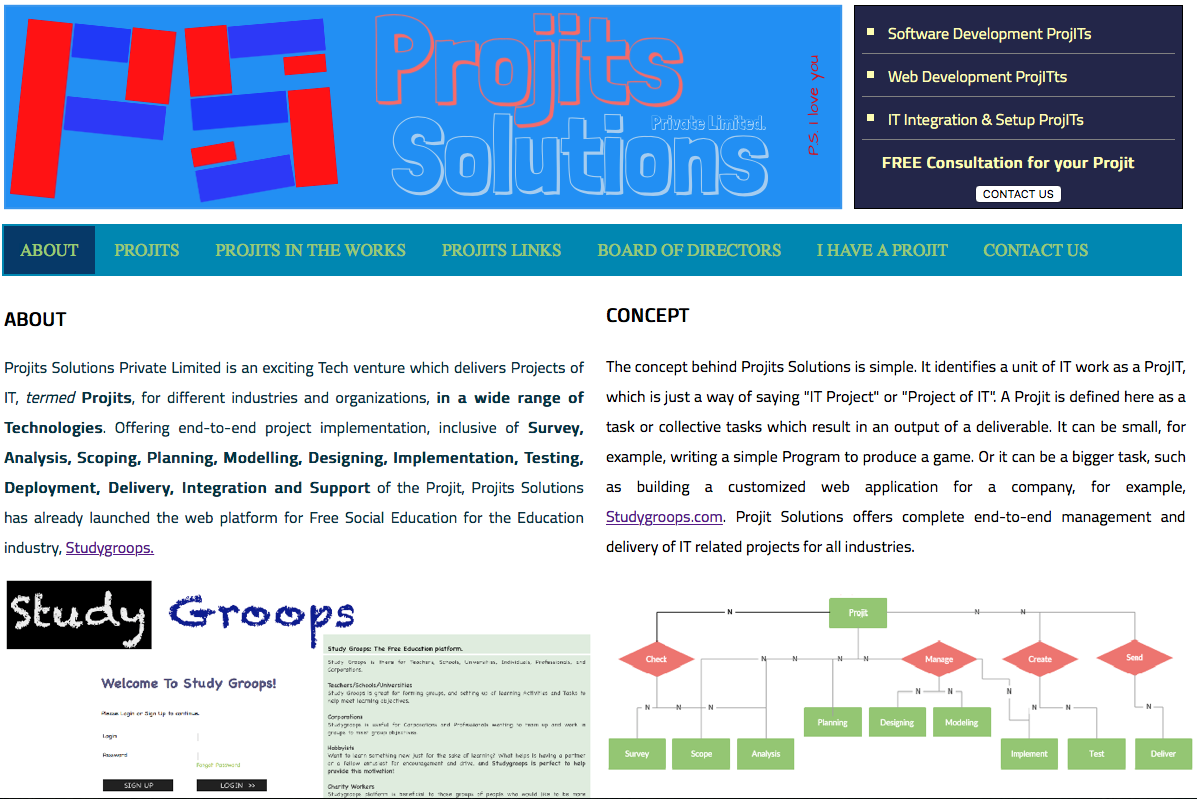 PS
Projits
Solutions
Private Limited.
P.S. I love you
Software Development ProjITs
Web Development ProjITts
IT Integration & Setup ProjITs
FREE Consultation for your Projit
CONTACT US
ABOUT PROJITS PROJITS IN THE WORKS PROJITS LINKS BOARD OF DIRECTORS I HAVE A PROJIT CONTACT US
ABOUT
Projits Solutions Private Limited is an exciting Tech venture which delivers Projects of
IT, termed Projits, for different industries and organizations, in a wide range of
Technologies. Offering end-to-end project implementation, inclusive of Survey,
Analysis, Scoping, Planning, Modelling, Designing, Implementation, Testing,
Deployment, Delivery, Integration and Support of the Projit, Projits Solutions
has already launched the web platform for Free Social Education for the Education
industry, Studygroops.
Study Groops
Welcome To Study Groops!
Please Login or Sign Up to continue.
Login
Password
Forgot Password
SIGN UP LOGIN >>
Study Groops: The Free Education platform.
Study Groops is there for Teachers, Schools, Universities, Individuals, Professionals, and
Corporations.
Teachers/Schools/Universities
Study Groops is great for forming groups, and setting up of learning Activities and Tasks to
help meet learning objectives.
Corporations
Studygroops is useful for Corporations and Professionals wanting to team up and work in
groups to meet group objectives.
Hobbyists
Want to learn something new just for the sake of learning? What helps is having a partner
or a fellow enthusiast for encouragement and drive, and Studygroops is perfect to help
provide this motivation!
Charity Workers
Studygroops platform is beneficial to those groups of people who would like to be more
CONCEPT
The concept behind Projits Solutions is simple. It identifies a unit of IT work as a ProjIT,
which is just a way of saying "IT Project" or "Project of IT". A Projit is defined here as a
task or collective tasks which result in an output of a deliverable. It can be small, for
example, writing a simple Program to produce a game. Or it can be a bigger task, such
as building a customized web application for a company, for example,
Studygroops.com. Projit Solutions offers complete end-to-end management and
delivery of IT related projects for all industries.
N Projit N N
Check N N N N Manage Create Send
N N N N N N N N N
Planning Designing Modeling
Survey Scope Analysis Implement Test Deliver